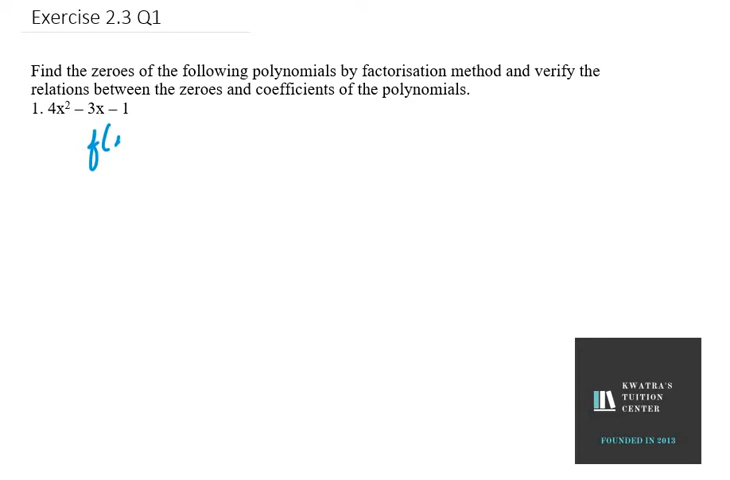 Exercise 2.3 Q1
Find the zeroes of the following polynomials by factorisation method and verify the
relations between the zeroes and coefficients of the polynomials.
1. 4x² – 3x – 1
f(
KWATRA'S
TUITION
CENTER
FOUNDED IN 2013